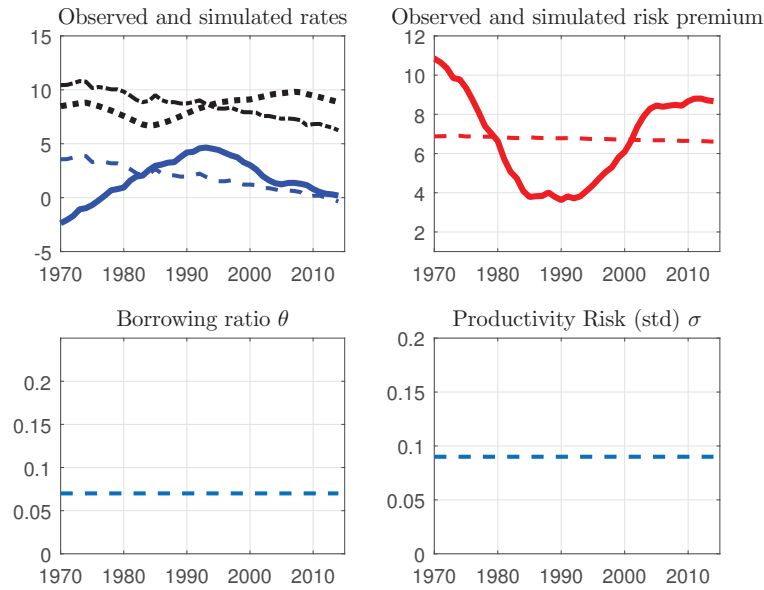 Observed and simulated rates
15
10
5
0
-5
1970 1980 1990 2000 2010
Observed and simulated risk premium
12
10
8
6
4
2
1970 1980 1990 2000 2010
Borrowing ratio θ
0.2
0.15
0.1
0.05
0
1970 1980 1990 2000 2010
Productivity Risk (std) σ
0.2
0.15
0.1
0.05
0
1970 1980 1990 2000 2010